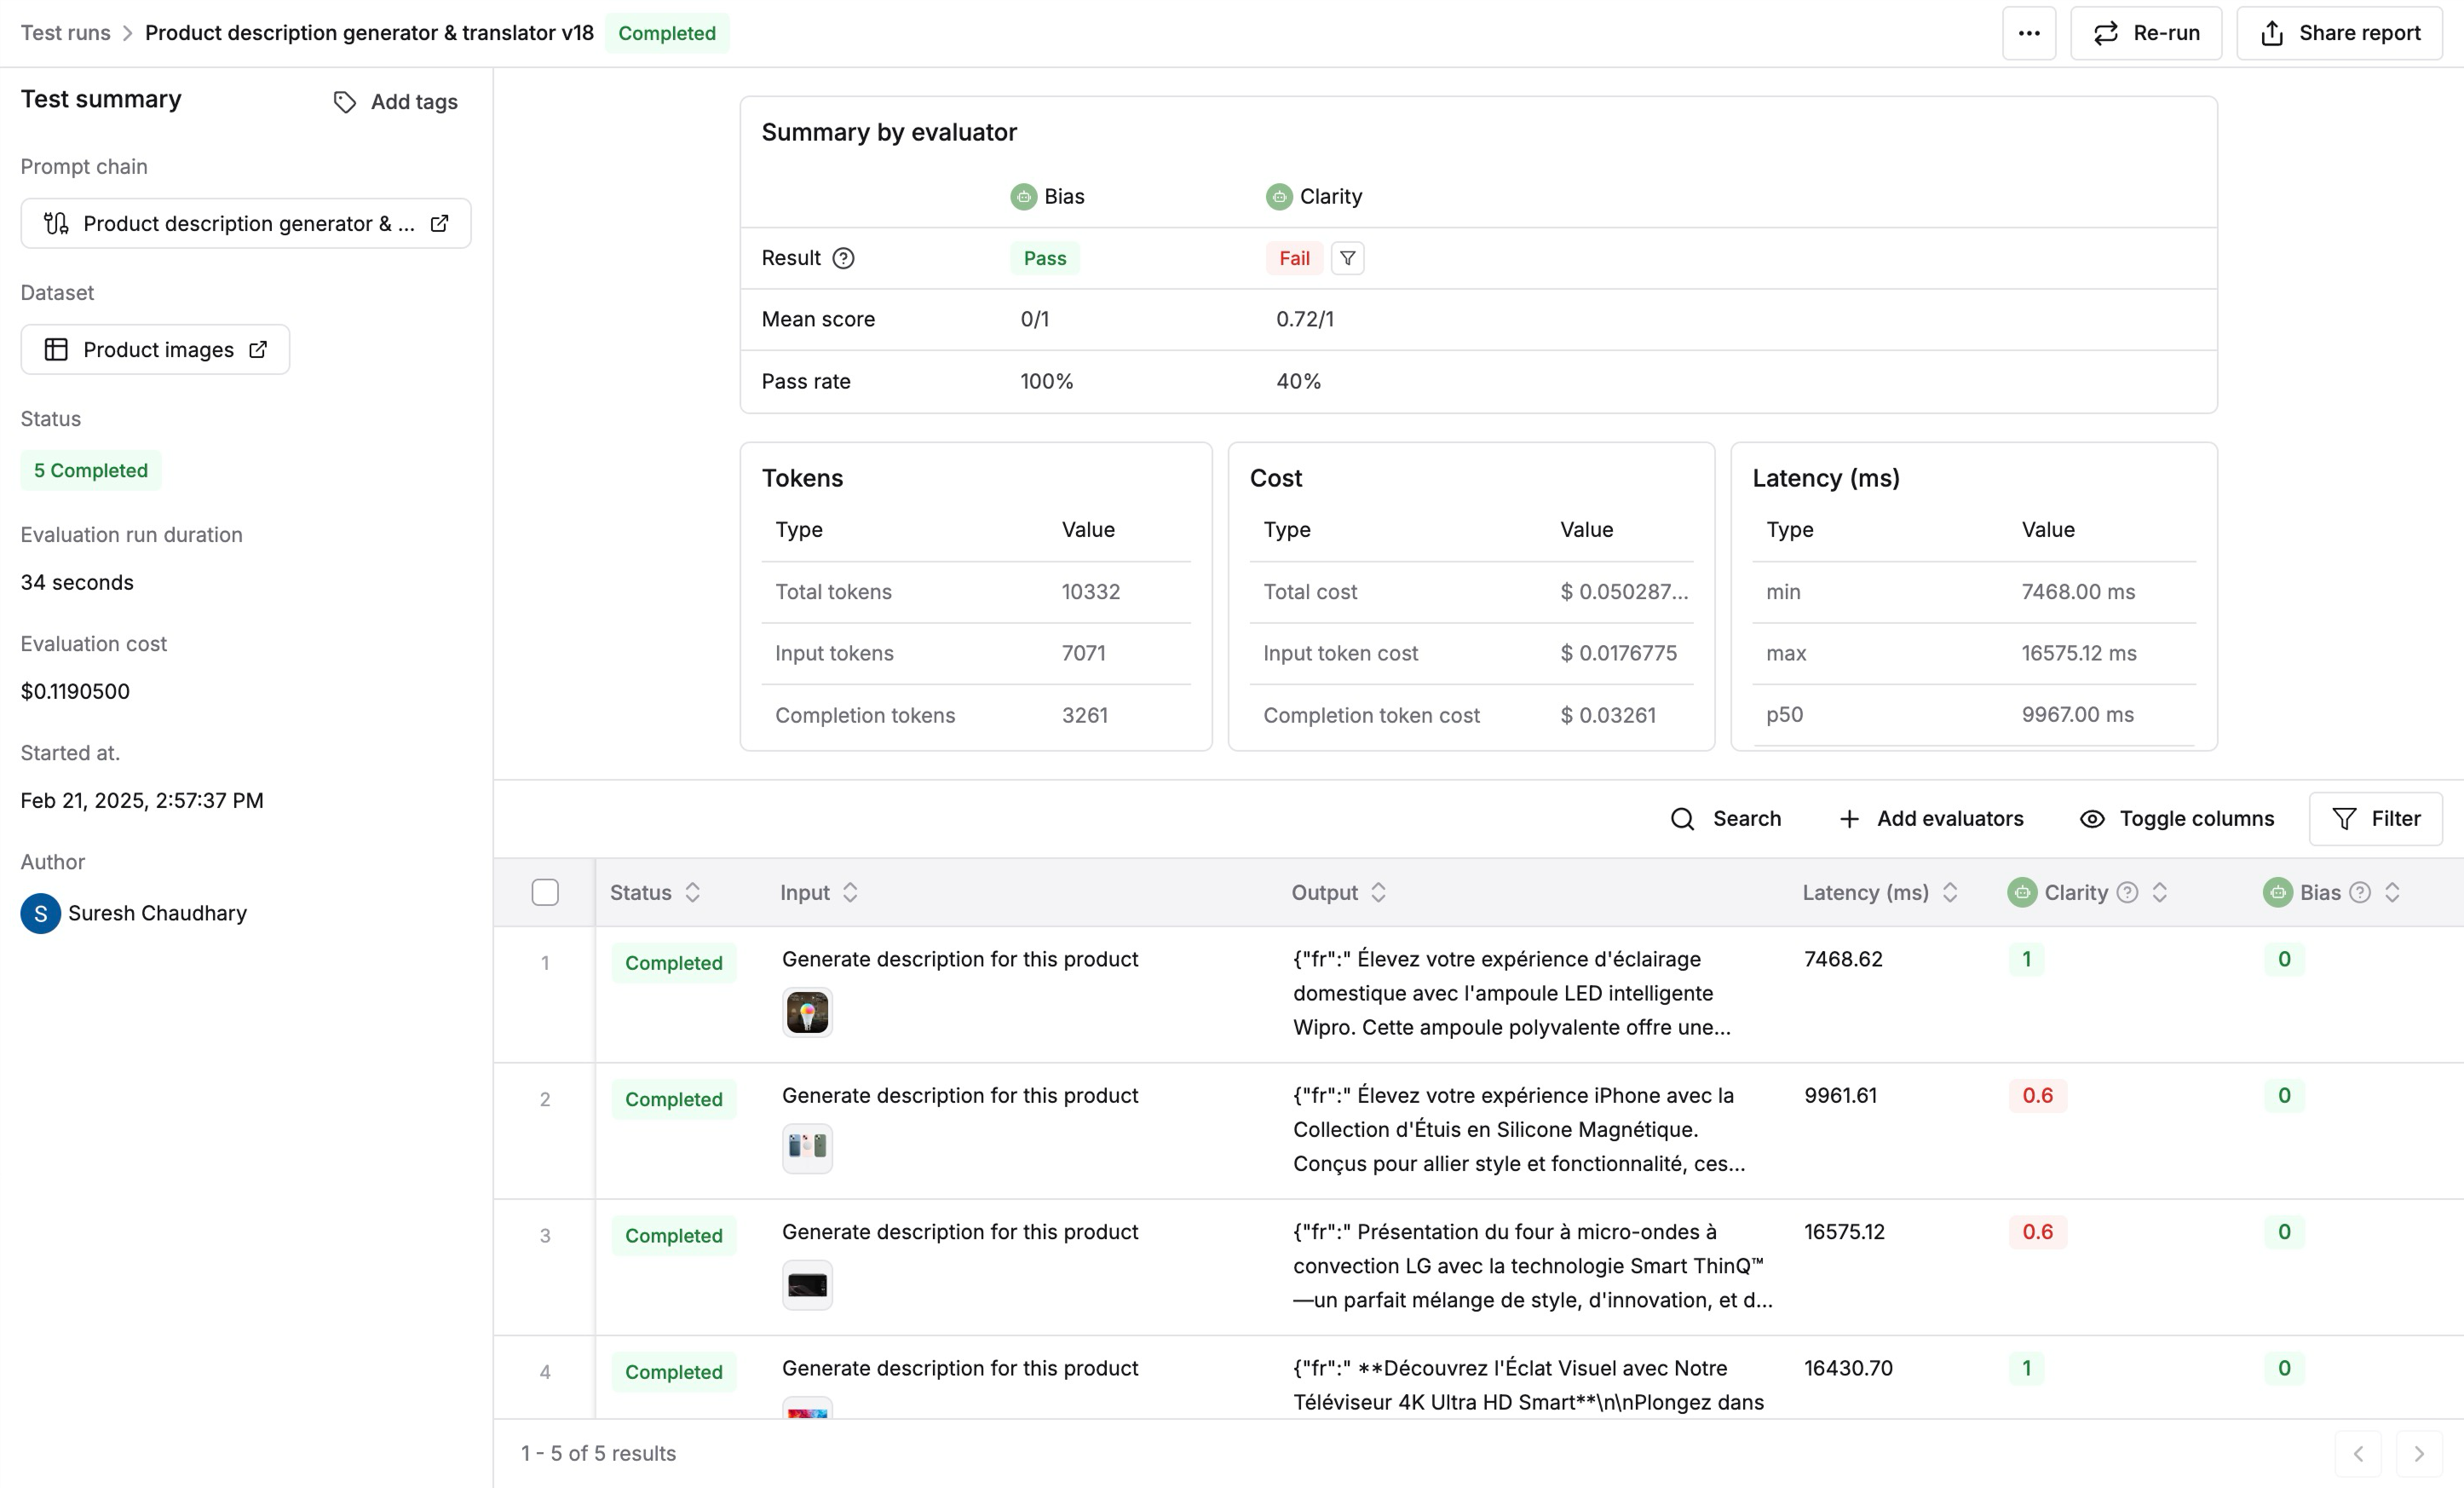 Test runs > Product description generator & translator v18 Completed
... Re-run Share report
Test summary Add tags
Prompt chain
Product description generator & ...
Dataset
Product images
Status
5 Completed
Evaluation run duration
34 seconds
Evaluation cost
$0.1190500
Started at.
Feb 21, 2025, 2:57:37 PM
Author
S Suresh Chaudhary
Summary by evaluator
Bias Clarity
Result Pass Fail
Mean score 0/1 0.72/1
Pass rate 100% 40%
Tokens
Type Value
Total tokens 10332
Input tokens 7071
Completion tokens 3261
Cost
Type Value
Total cost $ 0.050287...
Input token cost $ 0.0176775
Completion token cost $ 0.03261
Latency (ms)
Type Value
min 7468.00 ms
max 16575.12 ms
p50 9967.00 ms
Search + Add evaluators Toggle columns Filter
Status Input Output Latency (ms) Clarity Bias
1 Completed Generate description for this product {"fr":" Élevez votre expérience d'éclairage 7468.62 1 0
domestique avec l'ampoule LED intelligente
Wipro. Cette ampoule polyvalente offre une...
2 Completed Generate description for this product {"fr":" Élevez votre expérience iPhone avec la 9961.61 0.6 0
Collection d'Étuis en Silicone Magnétique.
Conçus pour allier style et fonctionnalité, ces...
3 Completed Generate description for this product {"fr":" Présentation du four à micro-ondes à 16575.12 0.6 0
convection LG avec la technologie Smart ThinQ™
—un parfait mélange de style, d'innovation, et d...
4 Completed Generate description for this product {"fr":" **Découvrez l'Éclat Visuel avec Notre 16430.70 1 0
Téléviseur 4K Ultra HD Smart**\n\nPlongez dans
1 - 5 of 5 results